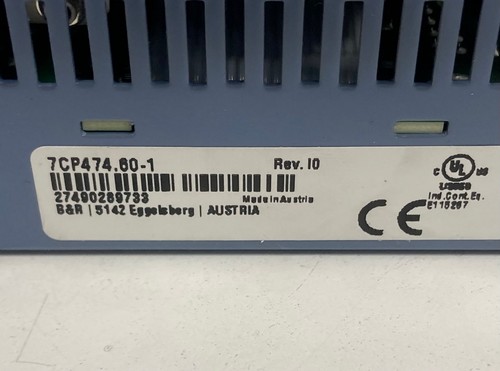 7CP474.60-1 Rev. I0
27490289733 Made in Austria
B&R | 5142 Eggelsberg | AUSTRIA
CE
C UL US
LISTED
Ind.Cont.Eq.
E115267